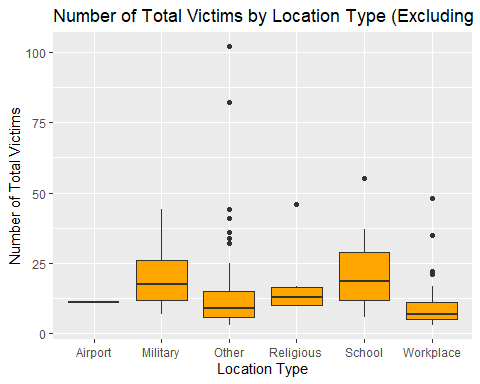 Number of Total Victims by Location Type (Excluding
100
75
50
25
0
Number of Total Victims
Airport Military Other Religious School Workplace
Location Type